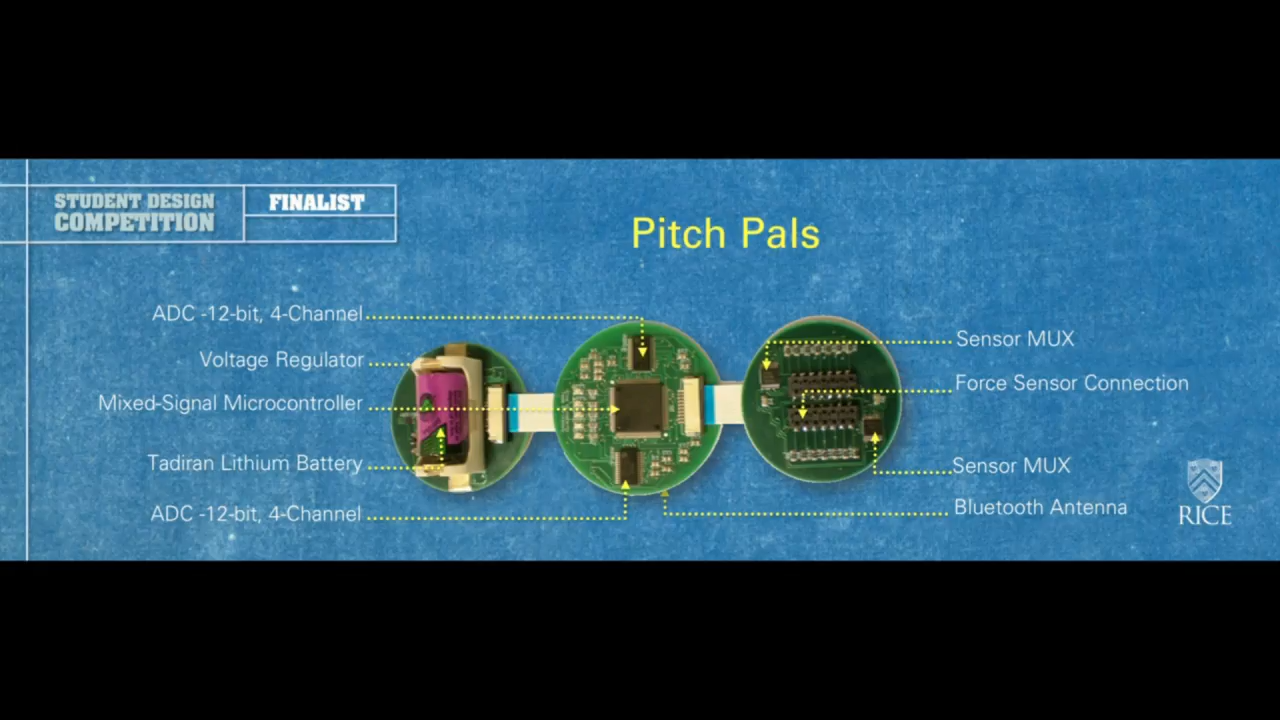 STUDENT DESIGN
COMPETITION
FINALIST
Pitch Pals
ADC -12-bit, 4-Channel
Voltage Regulator
Mixed-Signal Microcontroller
Tadiran Lithium Battery
ADC -12-bit, 4-Channel
Sensor MUX
Force Sensor Connection
Sensor MUX
Bluetooth Antenna
RICE